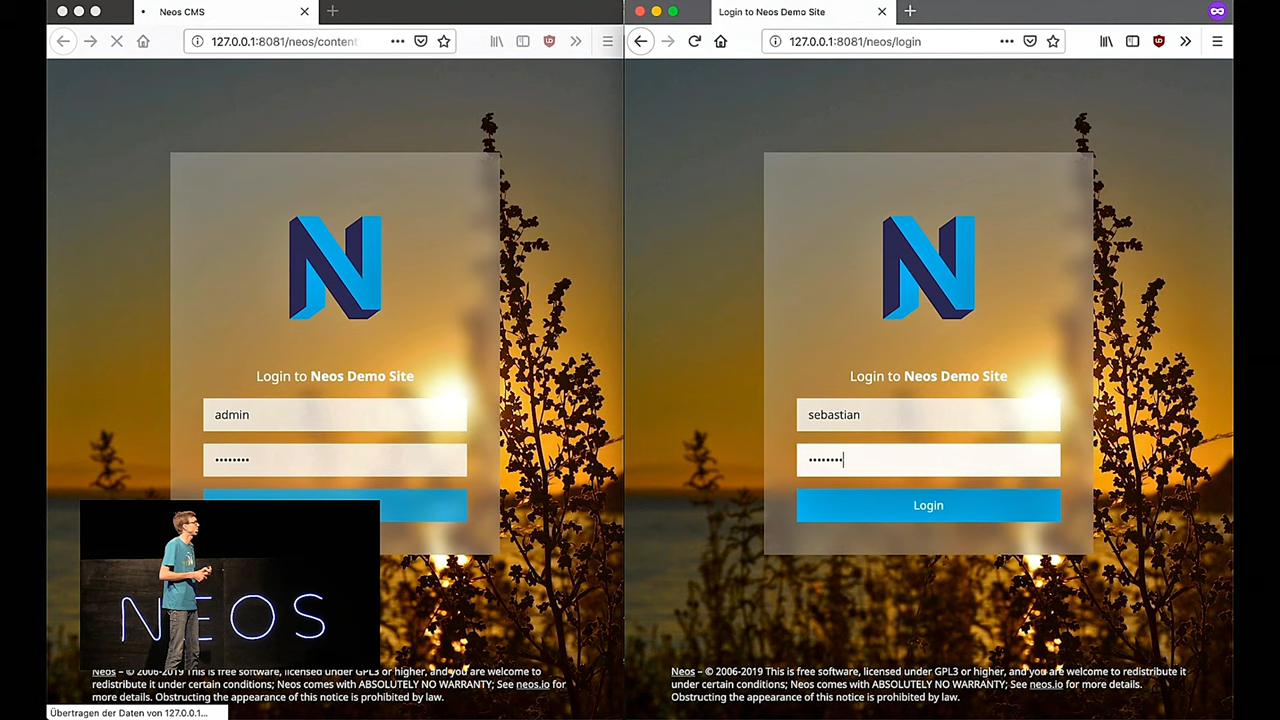 Neos CMS
127.0.0.1:8081/neos/content
Login to Neos Demo Site
admin
••••••••
NEOS
Neos – © 2006-2019 This is free software, licensed under GPL3 or higher, and you are welcome to
redistribute it under certain conditions; Neos comes with ABSOLUTELY NO WARRANTY; See neos.io for
more details. Obstructing the appearance of this notice is prohibited by law.
Übertragen der Daten von 127.0.0.1...
Login to Neos Demo Site
127.0.0.1:8081/neos/login
Login to Neos Demo Site
sebastian
••••••••
Login
Neos – © 2006-2019 This is free software, licensed under GPL3 or higher, and you are welcome to redistribute it
under certain conditions; Neos comes with ABSOLUTELY NO WARRANTY; See neos.io for more details.
Obstructing the appearance of this notice is prohibited by law.